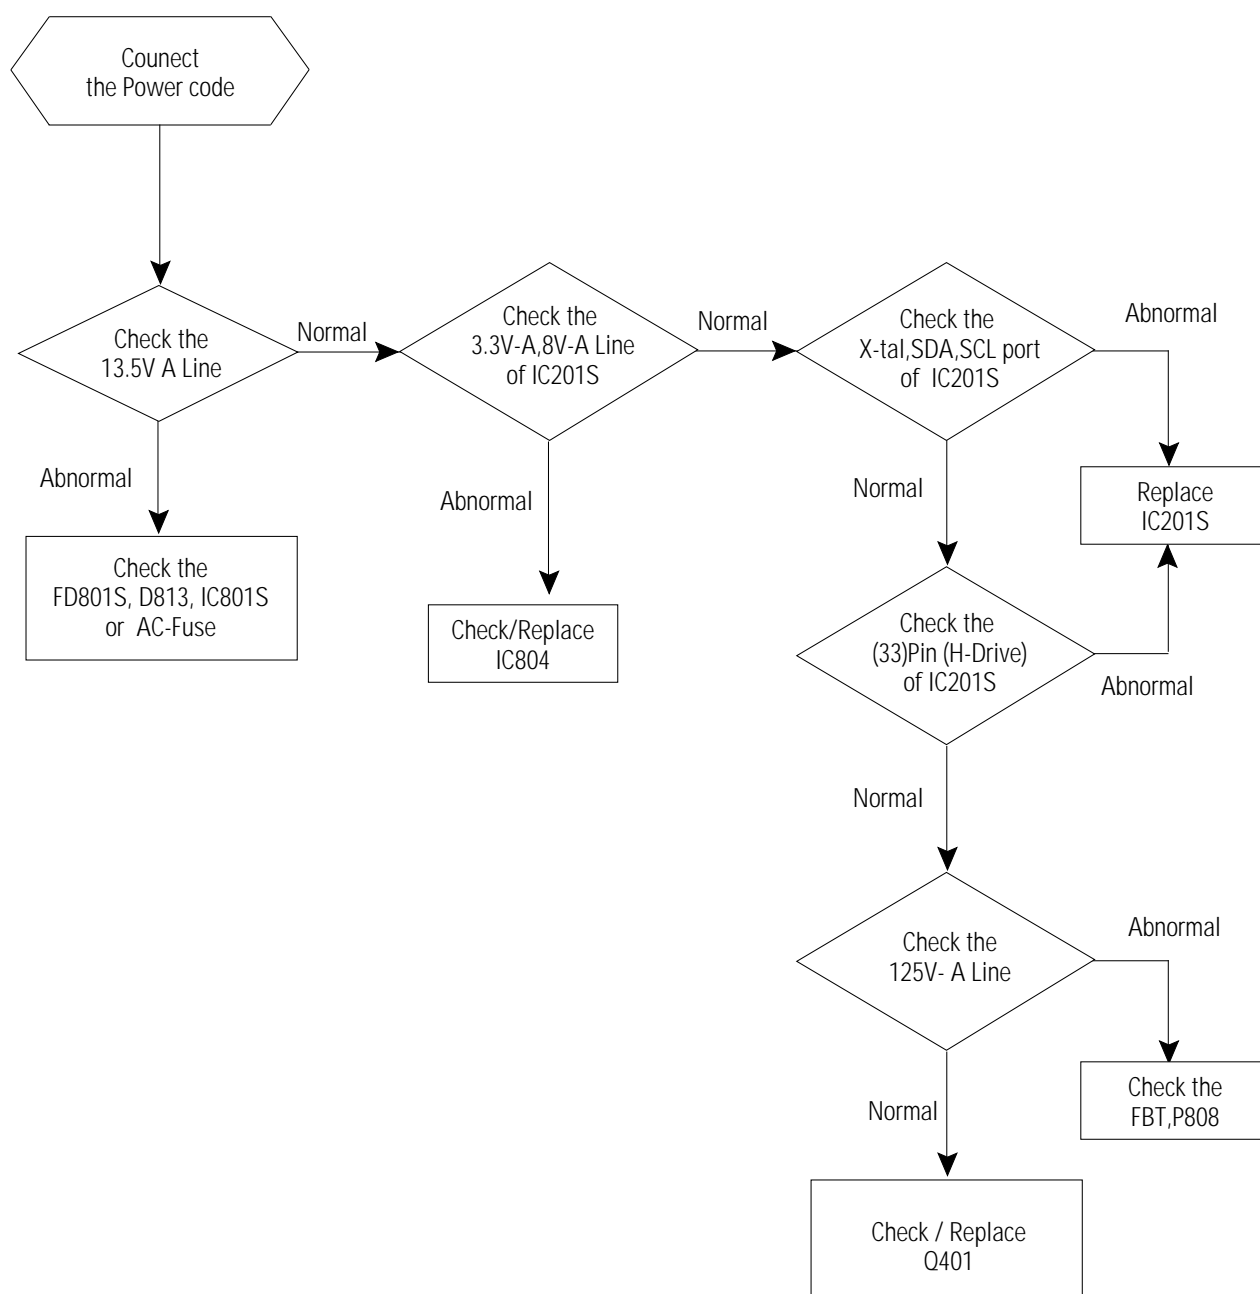 Counect
the Power code
Check the
13.5V A Line
Normal
Check the
3.3V-A,8V-A Line
of IC201S
Normal
Check the
X-tal,SDA,SCL port
of IC201S
Abnormal
Abnormal
Check the
FD801S, D813, IC801S
or AC-Fuse
Abnormal
Check/Replace
IC804
Normal
Replace
IC201S
Check the
(33)Pin (H-Drive)
of IC201S
Abnormal
Normal
Check the
125V- A Line
Abnormal
Check the
FBT,P808
Normal
Check / Replace
Q401